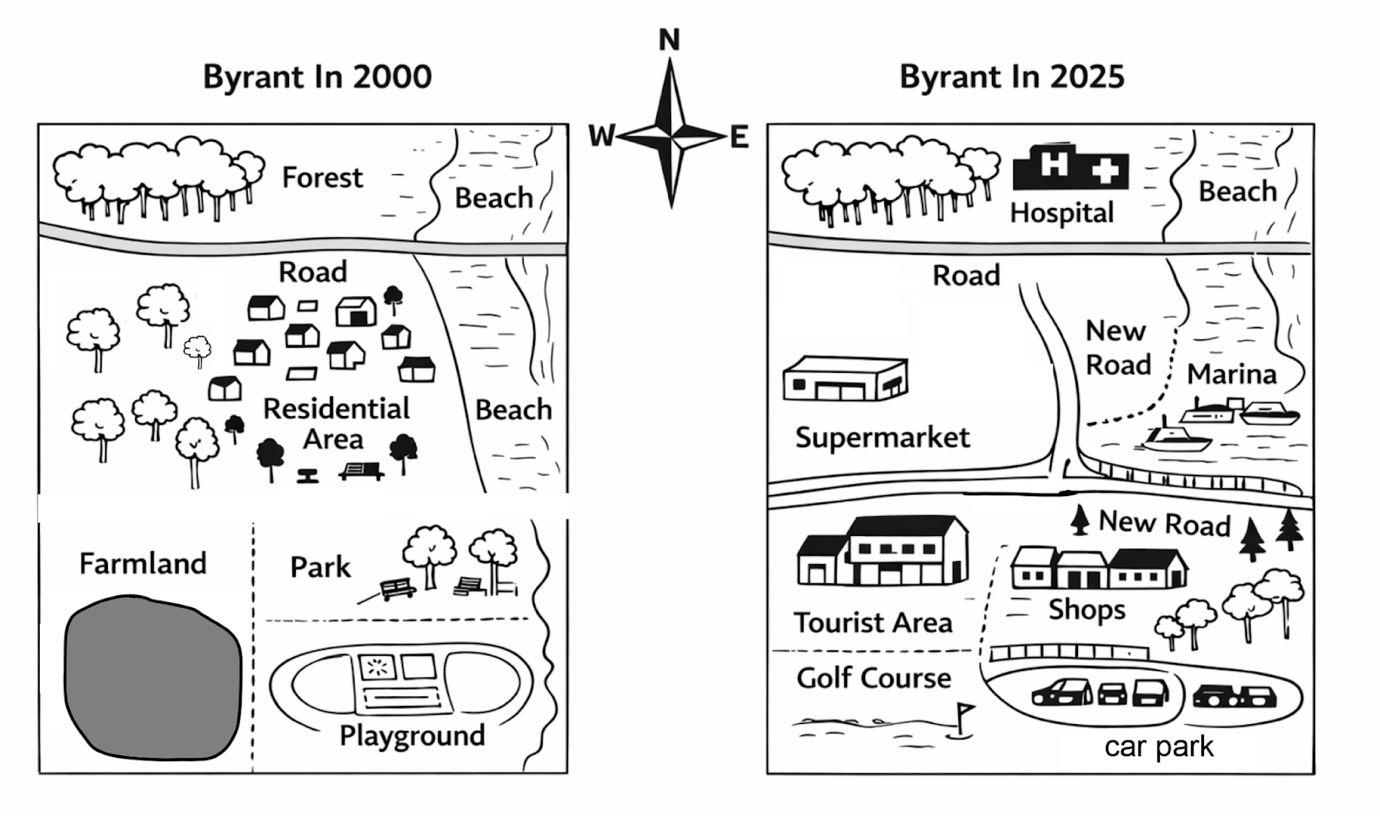 N
Byrant In 2000
Byrant In 2025
W
E
Forest
Beach
Road
Residential
Area
Beach
Farmland
Park
Playground
H
Hospital
Beach
Road
New
Road
Marina
Supermarket
New Road
Shops
Tourist Area
Golf Course
car park